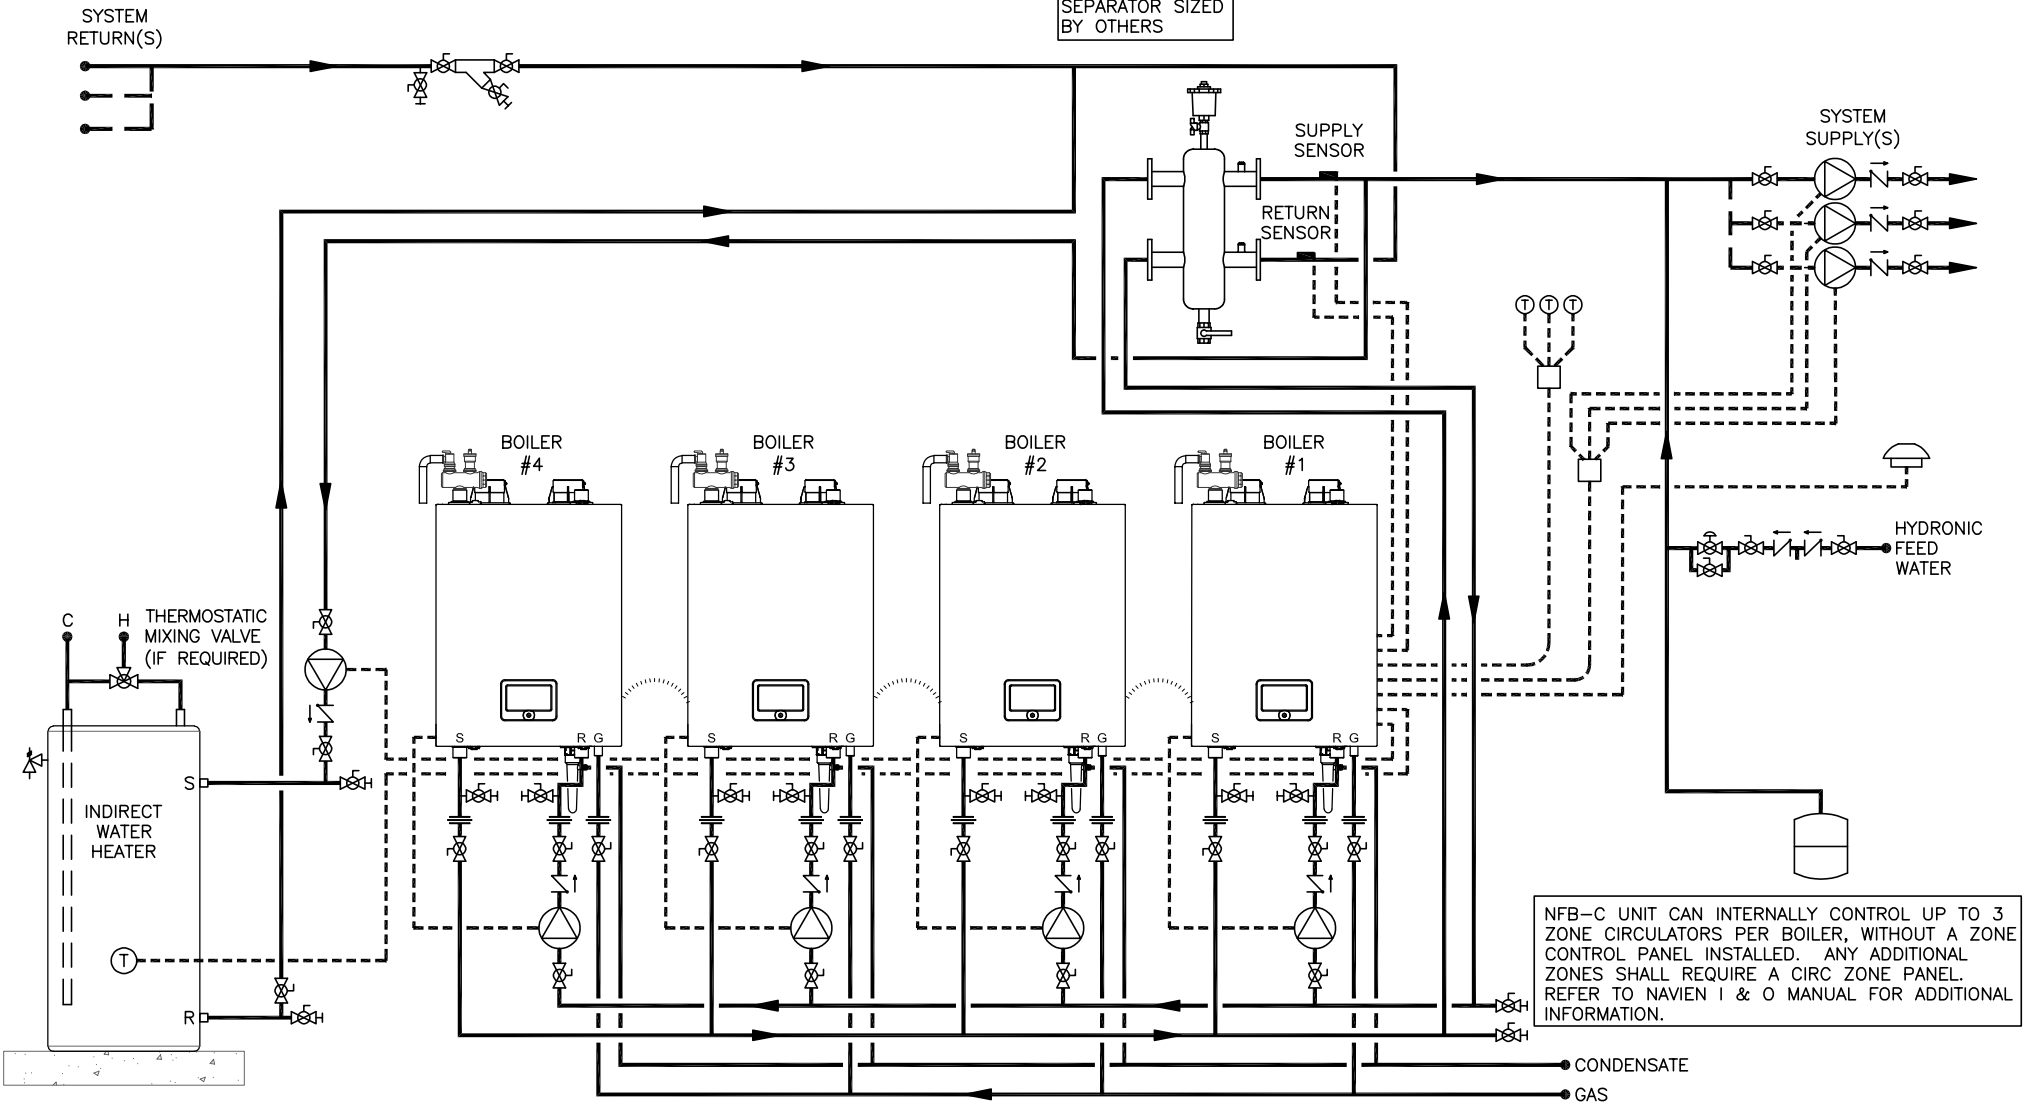 SEPARATOR SIZED
BY OTHERS
SYSTEM
RETURN(S)
SUPPLY
SENSOR
SYSTEM
SUPPLY(S)
RETURN
SENSOR
T T T
BOILER
#4
BOILER
#3
BOILER
#2
BOILER
#1
HYDRONIC
FEED
WATER
C H
THERMOSTATIC
MIXING VALVE
(IF REQUIRED)
S R G
S R G
S R G
S R G
S
INDIRECT
WATER
HEATER
T
R
NFB-C UNIT CAN INTERNALLY CONTROL UP TO 3
ZONE CIRCULATORS PER BOILER, WITHOUT A ZONE
CONTROL PANEL INSTALLED. ANY ADDITIONAL
ZONES SHALL REQUIRE A CIRC ZONE PANEL.
REFER TO NAVIEN I & O MANUAL FOR ADDITIONAL
INFORMATION.
CONDENSATE
GAS